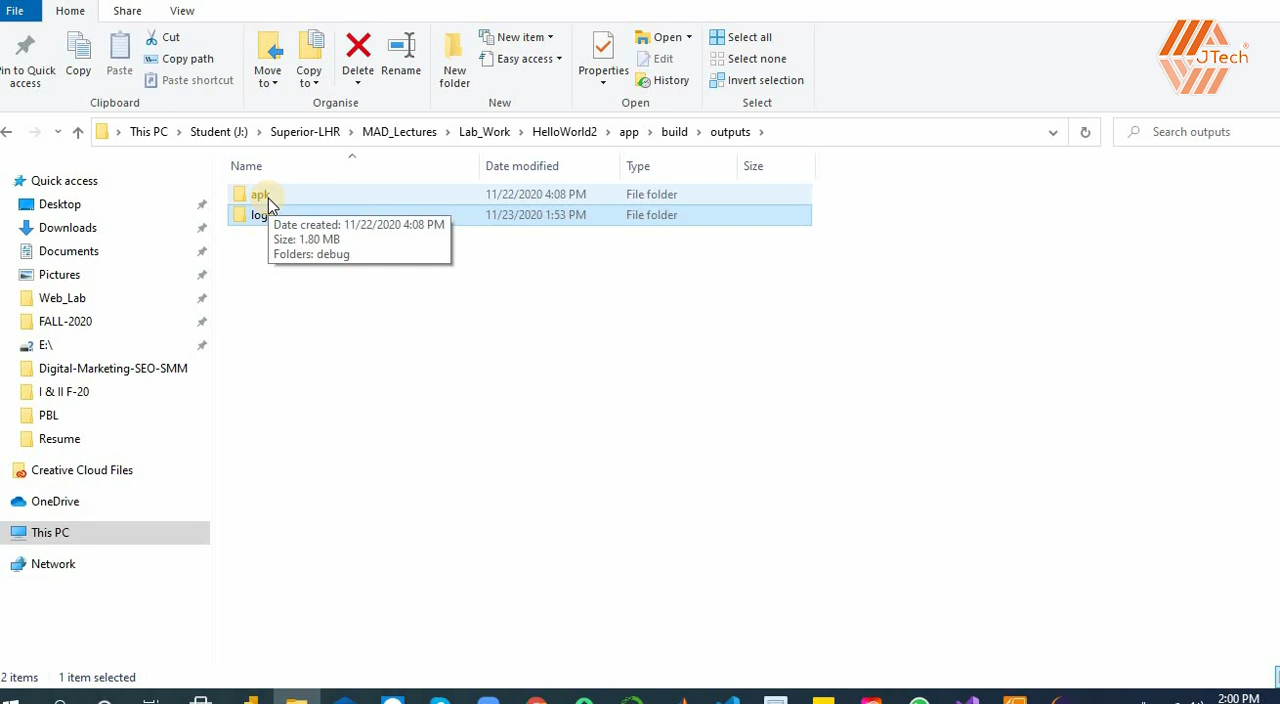 File
Home
Share
View
in to Quick access
Copy
Paste
Cut
Copy path
Paste shortcut
Clipboard
Move to
Copy to
Delete
Rename
Organise
New folder
New item
Easy access
New
Properties
Open
Edit
History
Open
Select all
Select none
Invert selection
Select
JTech
This PC > Student (J:) > Superior-LHR > MAD_Lectures > Lab_Work > HelloWorld2 > app > build > outputs >
Search outputs
Name
Date modified
Type
Size
apk
11/22/2020 4:08 PM
File folder
log
11/23/2020 1:53 PM
File folder
Date created: 11/22/2020 4:08 PM
Size: 1.80 MB
Folders: debug
Quick access
Desktop
Downloads
Documents
Pictures
Web_Lab
FALL-2020
E:\
Digital-Marketing-SEO-SMM
I & II F-20
PBL
Resume
Creative Cloud Files
OneDrive
This PC
Network
2 items
1 item selected
2:00 PM